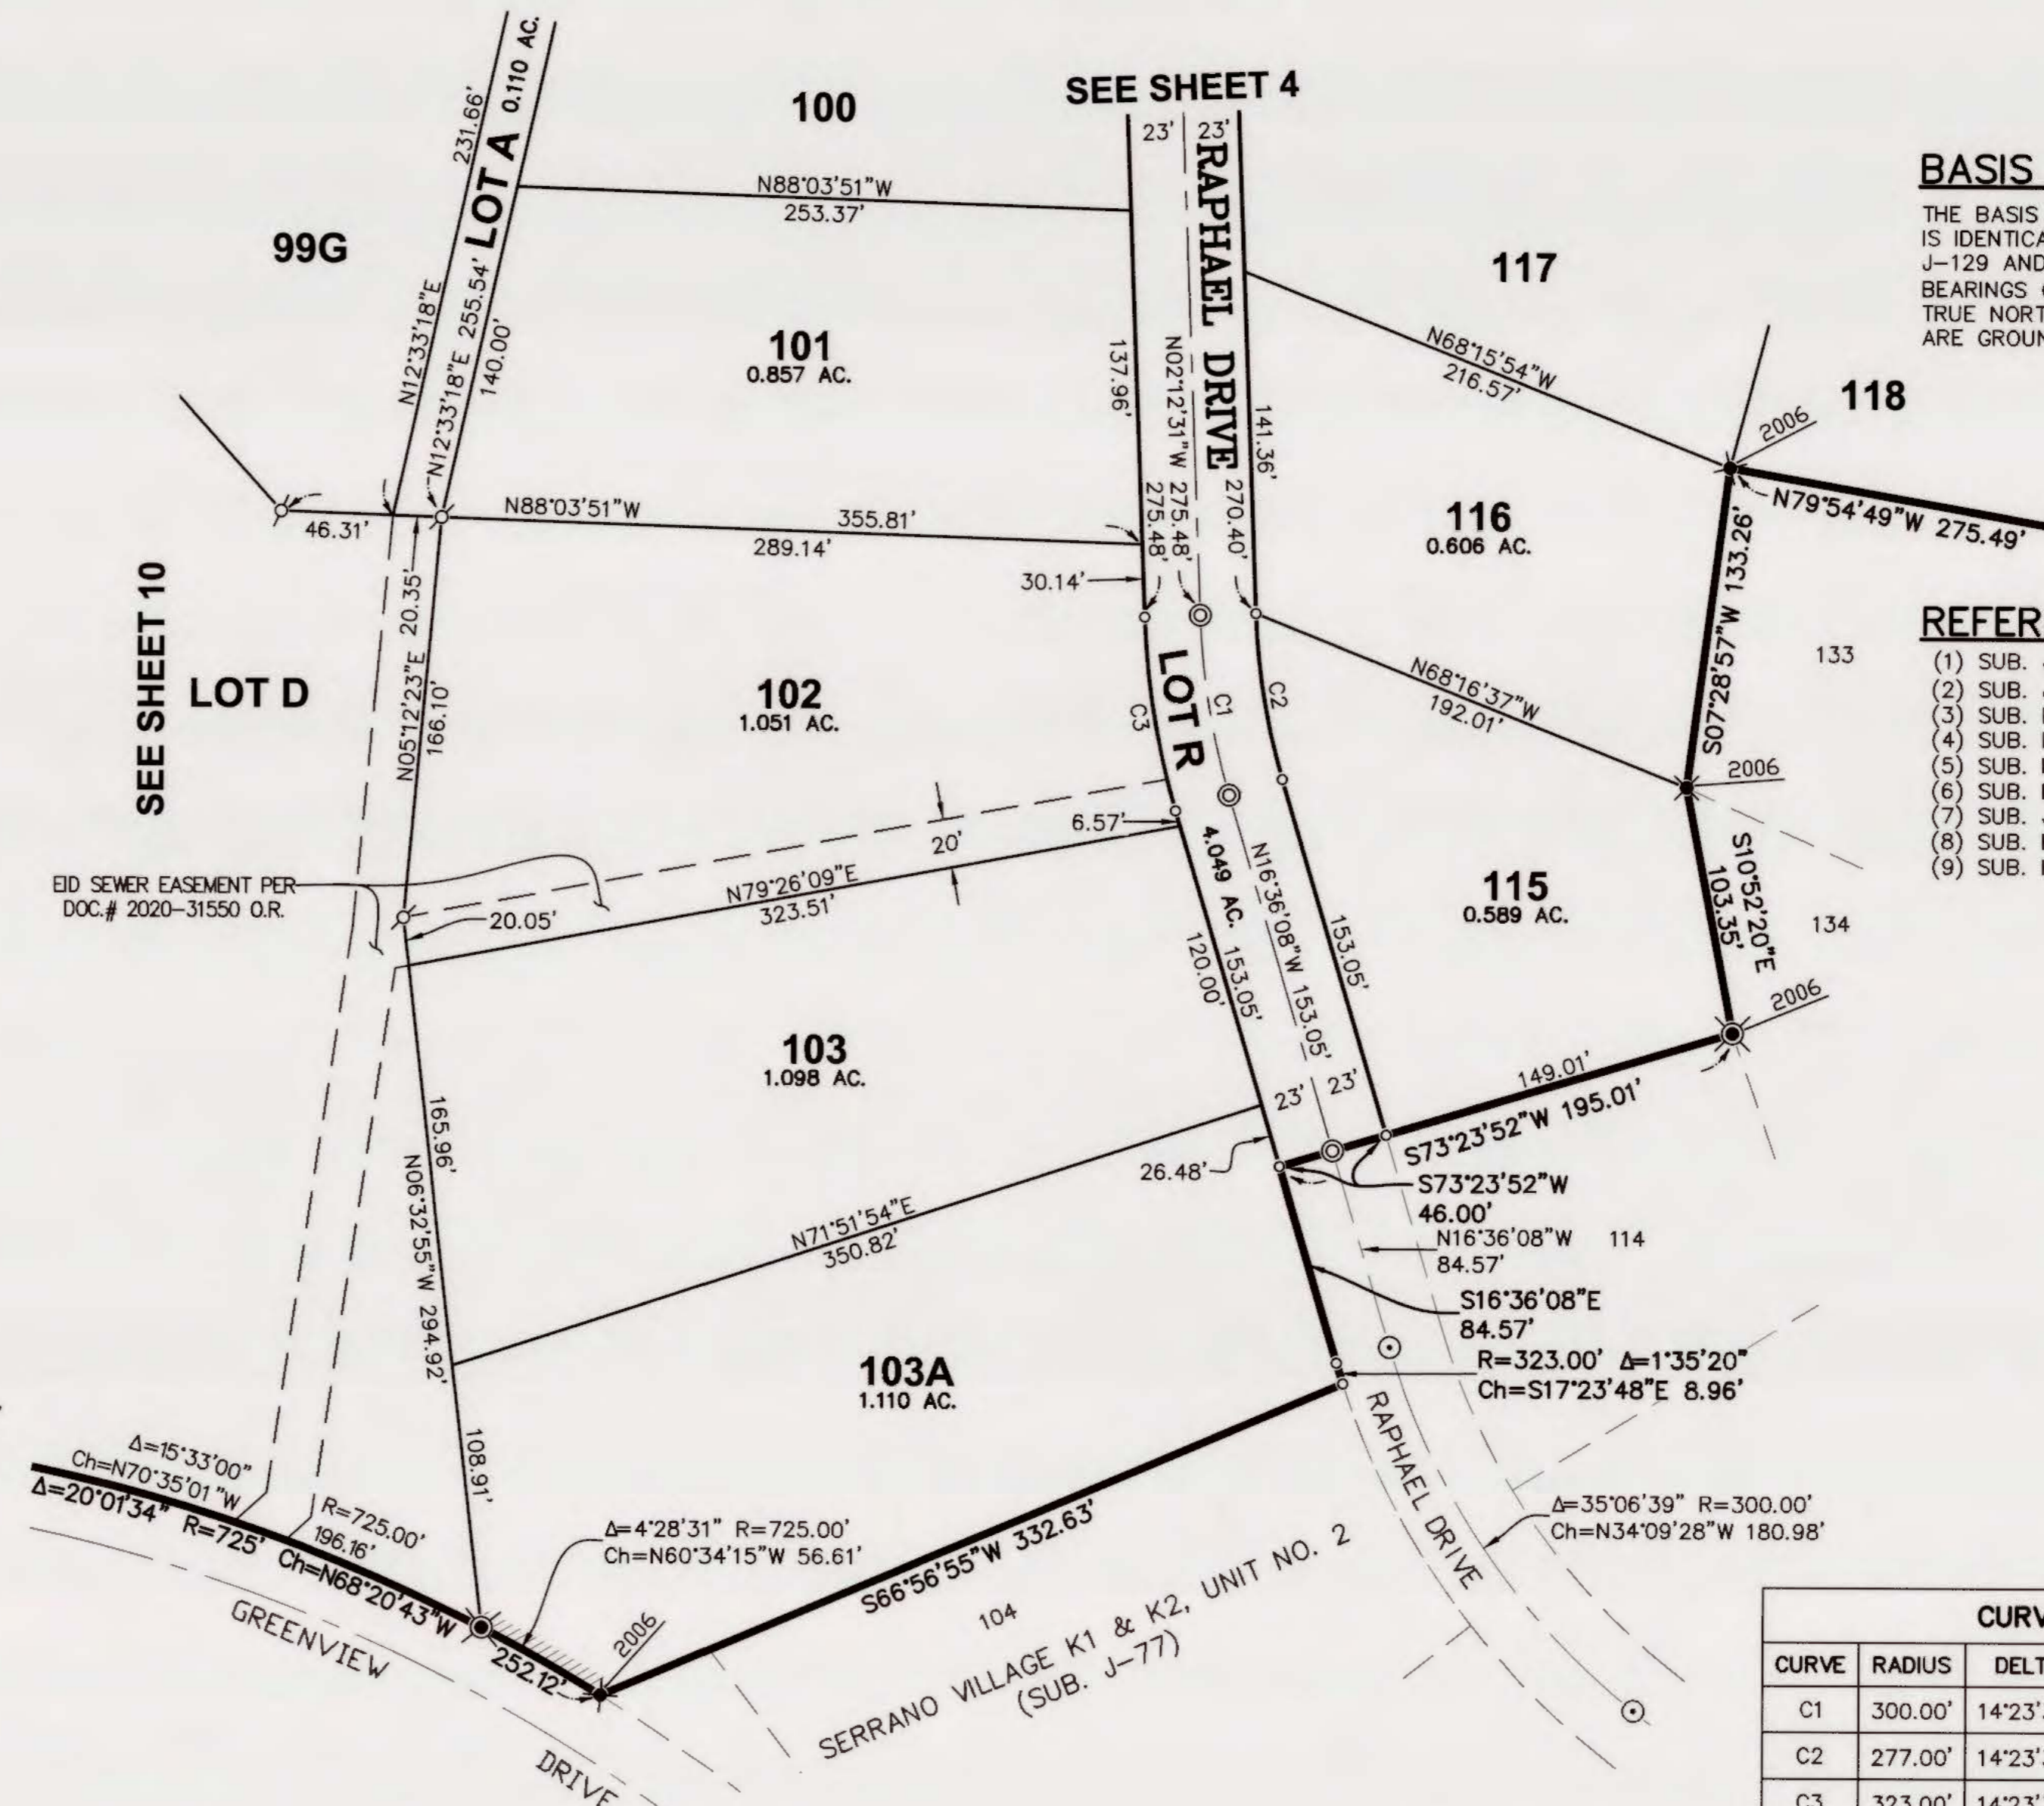 SEE SHEET 4
231.66'
LOT A 0.110 AC.
100
23' 23'
RAPHAEL DRIVE
N88°03'51"W
253.37'
99G
117
BASIS
THE BASIS
IS IDENTICA
J-129 AND
BEARINGS
TRUE NORT
ARE GROUN
N12°33'18"E
N12°33'18"E 255.54'
140.00'
101
0.857 AC.
137.96'
N02°12'31"W 275.48'
275.48'
141.36'
270.40'
N68°15'54"W
216.57'
118
2006
N79°54'49"W 275.49'
46.31'
N88°03'51"W
355.81'
289.14'
116
0.606 AC.
S07°28'57"W 133.26'
30.14'
SEE SHEET 10
LOT D
N05°12'23"E 20.35'
166.10'
102
1.051 AC.
C3
LOT R
4.049 AC.
C1
C2
N68°16'37"W
192.01'
2006
133
REFER
(1) SUB.
(2) SUB.
(3) SUB.
(4) SUB.
(5) SUB.
(6) SUB.
(7) SUB.
(8) SUB.
(9) SUB.
6.57'
20'
EID SEWER EASEMENT PER
DOC.# 2020-31550 O.R.
20.05'
N79°26'09"E
323.51'
N16°36'08"W 153.05'
153.05'
120.00'
153.05'
115
0.589 AC.
S10°52'20"E
103.35'
134
2006
103
1.098 AC.
165.96'
N06°32'55"W 294.92'
23' 23'
149.01'
S73°23'52"W 195.01'
26.48'
S73°23'52"W
46.00'
N71°51'54"E
350.82'
N16°36'08"W
84.57'
114
S16°36'08"E
84.57'
103A
1.110 AC.
R=323.00' Δ=1°35'20"
Ch=S17°23'48"E 8.96'
108.91'
RAPHAEL DRIVE
Δ=15°33'00"
Ch=N70°35'01"W
R=725.00'
196.16'
Δ=20°01'34" R=725' Ch=N68°20'43"W
252.12'
Δ=4°28'31" R=725.00'
Ch=N60°34'15"W 56.61'
S66°56'55"W 332.63'
Δ=35°06'39" R=300.00'
Ch=N34°09'28"W 180.98'
GREENVIEW
DRIVE
2006
104
SERRANO VILLAGE K1 & K2, UNIT NO. 2
(SUB. J-77)
CURV
CURVE RADIUS DELT
C1 300.00' 14°23'
C2 277.00' 14°23'
C3 323.00' 14°23'